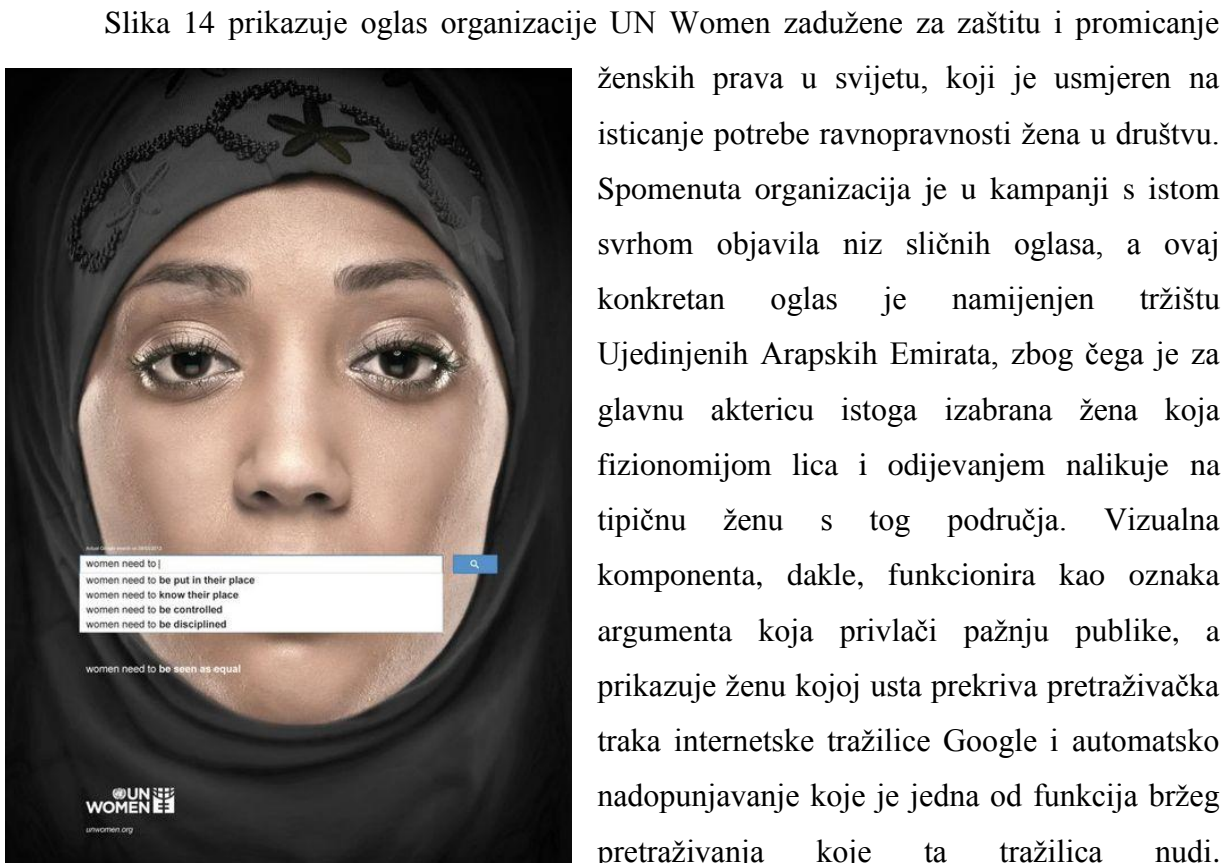 Slika 14 prikazuje oglas organizacije UN Women zadužene za zaštitu i promicanje
ženskih prava u svijetu, koji je usmjeren na
isticanje potrebe ravnopravnosti žena u društvu.
Spomenuta organizacija je u kampanji s istom
svrhom objavila niz sličnih oglasa, a ovaj
konkretan oglas je namijenjen tržištu
Ujedinjenih Arapskih Emirata, zbog čega je za
glavnu aktericu istoga izabrana žena koja
fizionomijom lica i odijevanjem nalikuje na
tipičnu ženu s tog područja. Vizualna
komponenta, dakle, funkcionira kao oznaka
argumenta koja privlači pažnju publike, a
prikazuje ženu kojoj usta prekriva pretraživačka
traka internetske tražilice Google i automatsko
nadopunjavanje koje je jedna od funkcija bržeg
pretraživanja koje ta tražilica nudi.
women need to
women need to be put in their place
women need to know their place
women need to be controlled
women need to be disciplined
women need to be seen as equal
UN
WOMEN
unwomen.org